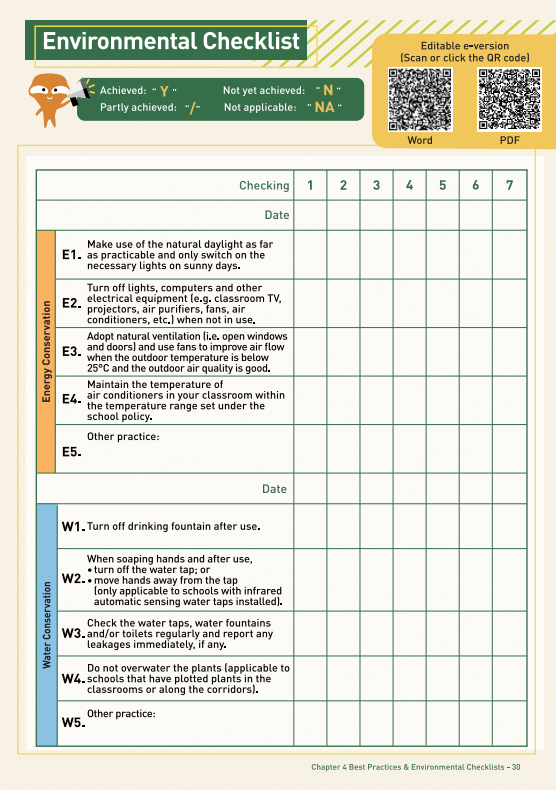 Environmental Checklist
Editable e-version
(Scan or click the QR code)
Word
PDF
Achieved: "Y"
Not yet achieved: "N"
Partly achieved: "/"
Not applicable: "NA"
Checking 1 2 3 4 5 6 7
Date
Energy Conservation
E1. Make use of the natural daylight as far
as practicable and only switch on the
necessary lights on sunny days.
E2. Turn off lights, computers and other
electrical equipment (e.g. classroom TV,
projectors, air purifiers, fans, air
conditioners, etc.) when not in use.
E3. Adopt natural ventilation (i.e. open windows
and doors) and use fans to improve air flow
when the outdoor temperature is below
25°C and the outdoor air quality is good.
E4. Maintain the temperature of
air conditioners in your classroom within
the temperature range set under the
school policy.
E5. Other practice:
Date
Water Conservation
W1. Turn off drinking fountain after use.
W2. When soaping hands and after use,
• turn off the water tap; or
• move hands away from the tap
(only applicable to schools with infrared
automatic sensing water taps installed).
W3. Check the water taps, water fountains
and/or toilets regularly and report any
leakages immediately, if any.
W4. Do not overwater the plants (applicable to
schools that have plotted plants in the
classrooms or along the corridors).
W5. Other practice:
Chapter 4 Best Practices & Environmental Checklists - 30